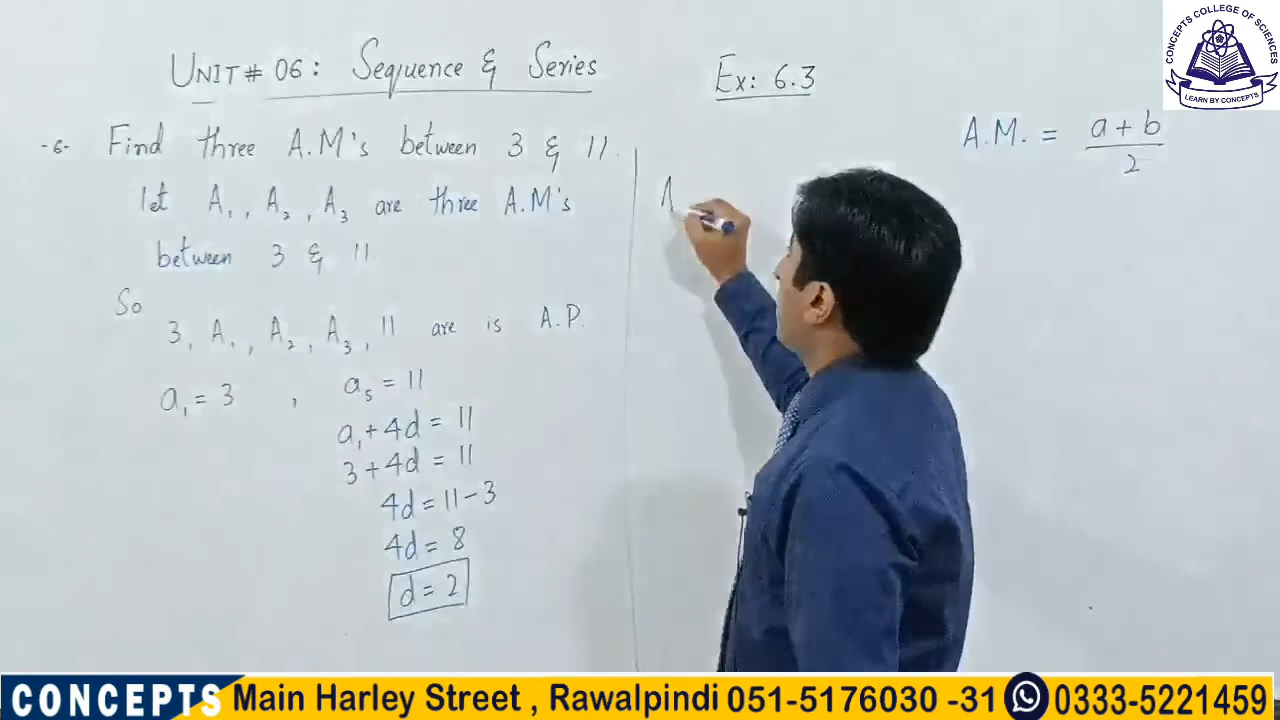 UNIT# 06: Sequence & Series
Ex: 6.3
-6- Find three A.M's between 3 & 11.
let A₁, A₂, A₃ are three A.M's
between 3 & 11
So
3, A₁, A₂, A₃, 11 are is A.P.
a₁ = 3 , a₅ = 11
a₁ + 4d = 11
3 + 4d = 11
4d = 11 - 3
4d = 8
d = 2
A.M. = a + b
2
CONCEPTS COLLEGE OF SCIENCES
LEARN BY CONCEPTS
CONCEPTS Main Harley Street , Rawalpindi 051-5176030 -31 0333-5221459